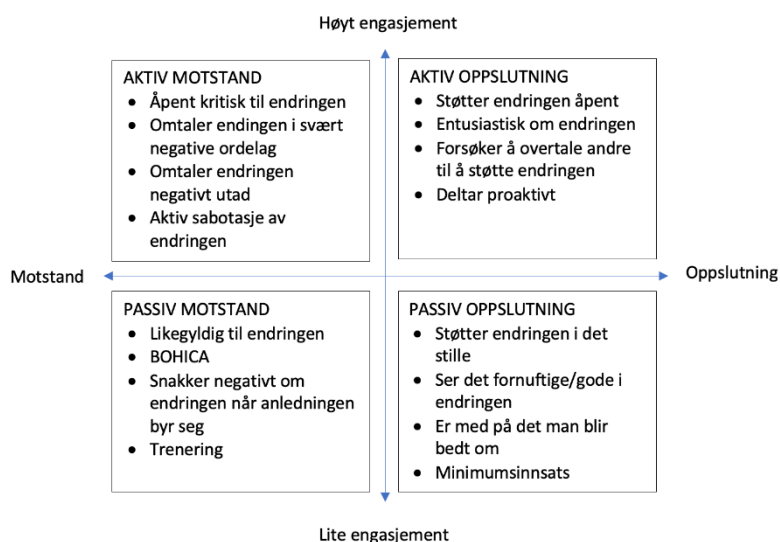 Høyt engasjement
AKTIV MOTSTAND
• Åpent kritisk til endringen
• Omtaler endingen i svært
negative ordelag
• Omtaler endringen
negativt utad
• Aktiv sabotasje av
endringen
AKTIV OPPSLUTNING
• Støtter endringen åpent
• Entusiastisk om endringen
• Forsøker å overtale andre
til å støtte endringen
• Deltar proaktivt
Motstand
Oppslutning
PASSIV MOTSTAND
• Likegyldig til endringen
• BOHICA
• Snakker negativt om
endringen når anledningen
byr seg
• Trenering
PASSIV OPPSLUTNING
• Støtter endringen i det
stille
• Ser det fornuftige/gode i
endringen
• Er med på det man blir
bedt om
• Minimumsinnsats
Lite engasjement